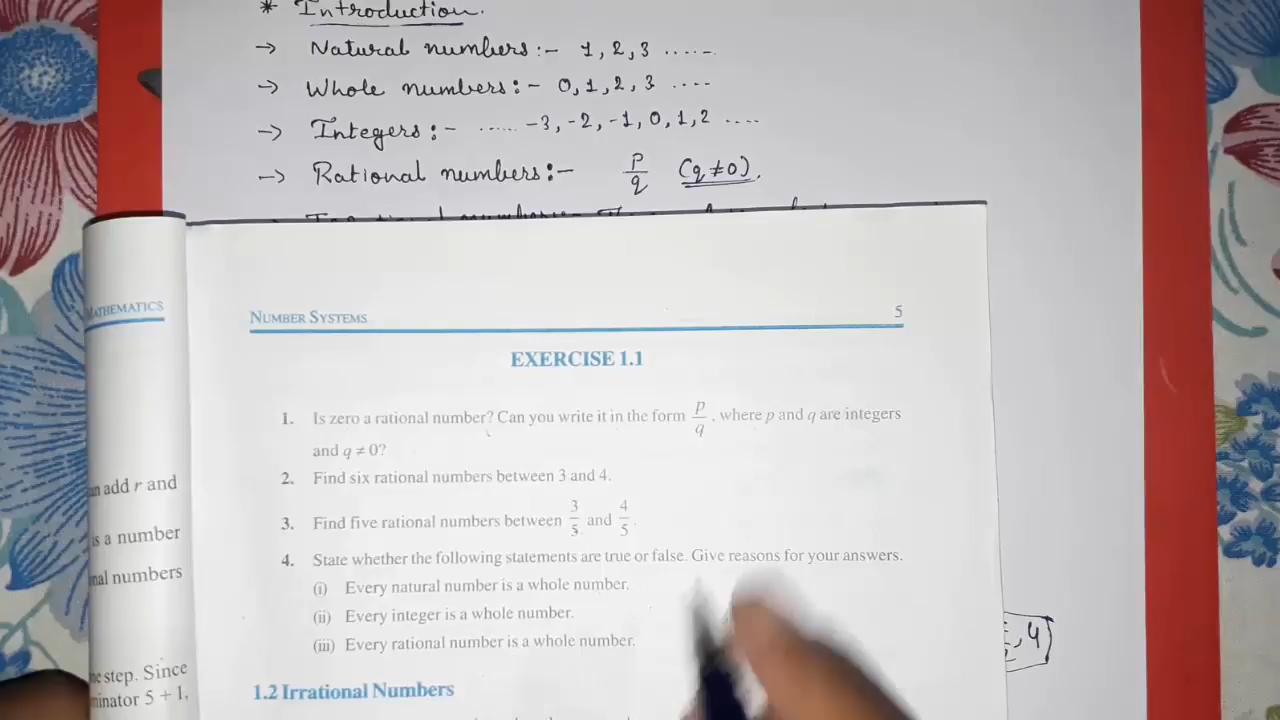 * Introduction.
→ Natural numbers:- 1, 2, 3 ......
→ Whole numbers:- 0, 1, 2, 3 ....
→ Integers:- ..... -3, -2, -1, 0, 1, 2 ....
→ Rational numbers:- p/q (q≠0).
MATHEMATICS
an add r and
is a number
nal numbers
step. Since
minator 5 + 1,
NUMBER SYSTEMS 5
EXERCISE 1.1
1. Is zero a rational number? Can you write it in the form p/q, where p and q are integers
and q ≠ 0?
2. Find six rational numbers between 3 and 4.
3. Find five rational numbers between 3/5 and 4/5.
4. State whether the following statements are true or false. Give reasons for your answers.
(i) Every natural number is a whole number.
(ii) Every integer is a whole number.
(iii) Every rational number is a whole number.
1.2 Irrational Numbers
, 4